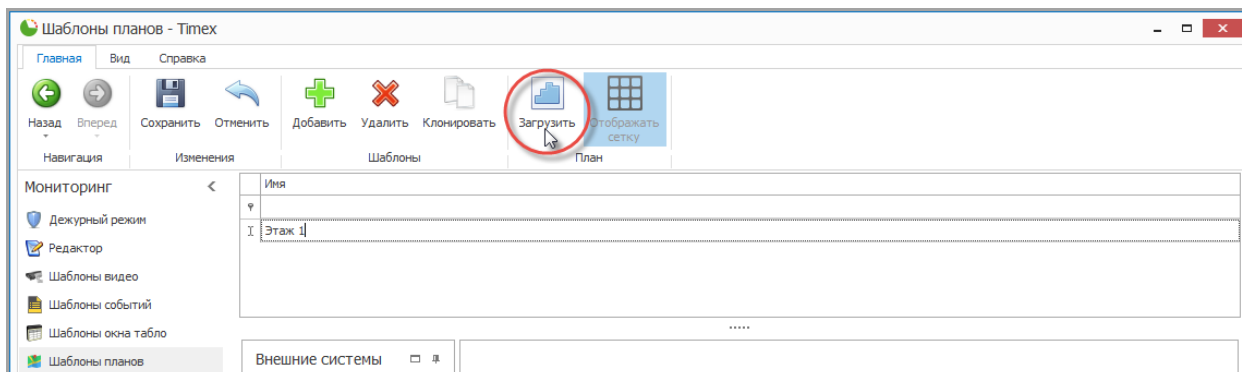 Шаблоны планов - Timex
Главная Вид Справка
Назад Вперед Сохранить Отменить Добавить Удалить Клонировать Загрузить Отображать
сетку
Навигация Изменения Шаблоны План
Мониторинг
Имя
Дежурный режим
Этаж 1
Редактор
Шаблоны видео
Шаблоны событий
Шаблоны окна табло
Шаблоны планов
Внешние системы